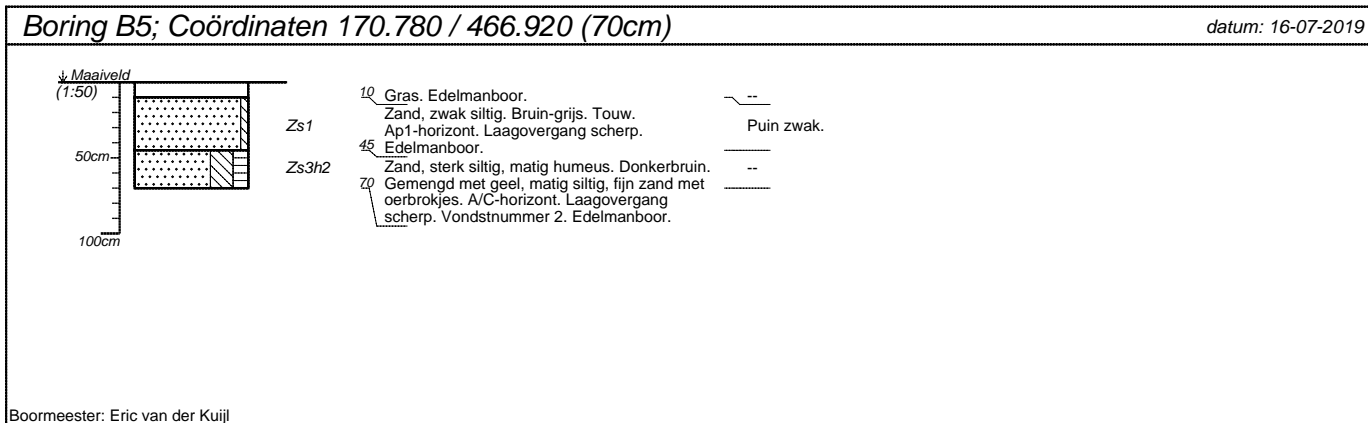 Boring B5; Coördinaten 170.780 / 466.920 (70cm)
datum: 16-07-2019
Maaiveld
(1:50)
50cm
100cm
Zs1
Zs3h2
10 Gras. Edelmanboor.
Zand, zwak siltig. Bruin-grijs. Touw.
Ap1-horizont. Laagovergang scherp.
45 Edelmanboor.
Zand, sterk siltig, matig humeus. Donkerbruin.
70 Gemengd met geel, matig siltig, fijn zand met
oerbrokjes. A/C-horizont. Laagovergang
scherp. Vondstnummer 2. Edelmanboor.
--
Puin zwak.
--
Boormeester: Eric van der Kuijl